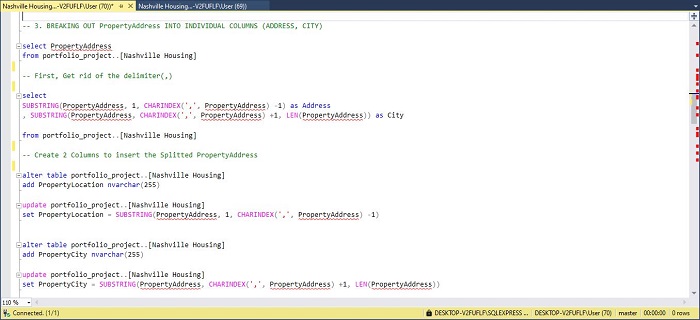 Nashville Housing...-V2FUFLF\User (70))*
Nashville Housing...-V2FUFLF\User (69))
-- 3. BREAKING OUT PropertyAddress INTO INDIVIDUAL COLUMNS (ADDRESS, CITY)
select PropertyAddress
from portfolio_project..[Nashville Housing]
-- First, Get rid of the delimiter(,)
select
SUBSTRING(PropertyAddress, 1, CHARINDEX(',', PropertyAddress) -1) as Address
, SUBSTRING(PropertyAddress, CHARINDEX(',', PropertyAddress) +1, LEN(PropertyAddress)) as City
from portfolio_project..[Nashville Housing]
-- Create 2 Columns to insert the Splitted PropertyAddress
alter table portfolio_project..[Nashville Housing]
add PropertyLocation nvarchar(255)
update portfolio_project..[Nashville Housing]
set PropertyLocation = SUBSTRING(PropertyAddress, 1, CHARINDEX(',', PropertyAddress) -1)
alter table portfolio_project..[Nashville Housing]
add PropertyCity nvarchar(255)
update portfolio_project..[Nashville Housing]
set PropertyCity = SUBSTRING(PropertyAddress, CHARINDEX(',', PropertyAddress) +1, LEN(PropertyAddress))
110 %
Connected. (1/1)
DESKTOP-V2FUFLF\SQLEXPRESS ...
DESKTOP-V2FUFLF\User (70)
master
00:00:00
0 rows